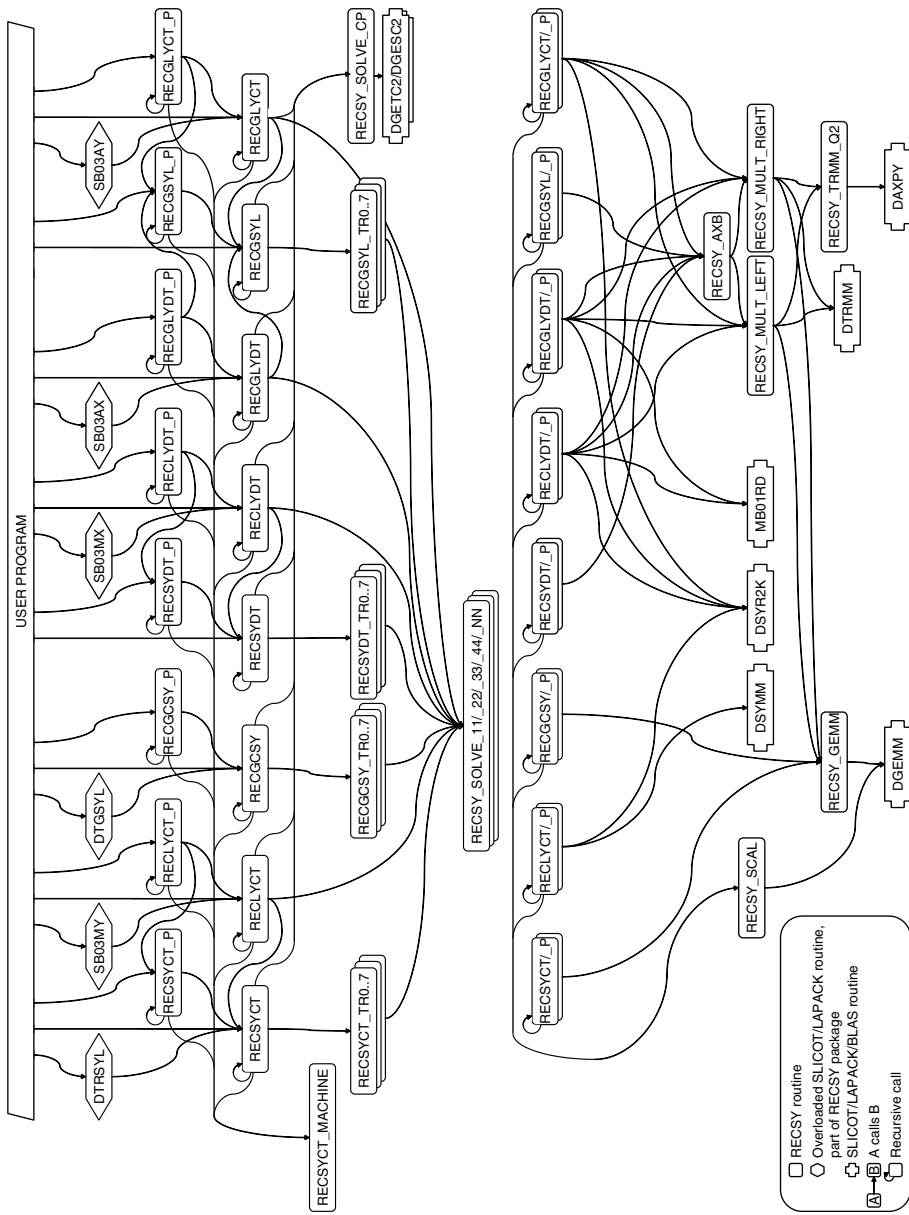 USER PROGRAM
DTRSYL
SB03MY
DTGSYL
SB03MX
SB03AX
SB03AY
RECSYCT_P
RECLYCT_P
RECGCSY_P
RECSYDT_P
RECLYDT_P
RECGLYDT_P
RECGSYL_P
RECGLYCT_P
RECSYCT
RECLYCT
RECGCSY
RECSYDT
RECLYDT
RECGLYDT
RECGSYL
RECGLYCT
RECSYCT_MACHINE
RECSYCT_TR0..7
RECGCSY_TR0..7
RECSYDT_TR0..7
RECGSYL_TR0..7
RECSY_SOLVE_CP
DGETC2/DGESC2
RECSY_SOLVE_11/_22/_33/_44/_NN
RECSYCT/_P
RECLYCT/_P
RECGCSY/_P
RECSYDT/_P
RECLYDT/_P
RECGLYDT/_P
RECGSYL/_P
RECGLYCT/_P
RECSY_AXB
RECSY_SCAL
DSYMM
DSYR2K
MB01RD
RECSY_MULT_LEFT
RECSY_MULT_RIGHT
RECSY_GEMM
DTRMM
RECSY_TRMM_Q2
DGEMM
DAXPY
RECSY routine
Overloaded SLICOT/LAPACK routine,
part of RECSY package
SLICOT/LAPACK/BLAS routine
A B A calls B
Recursive call